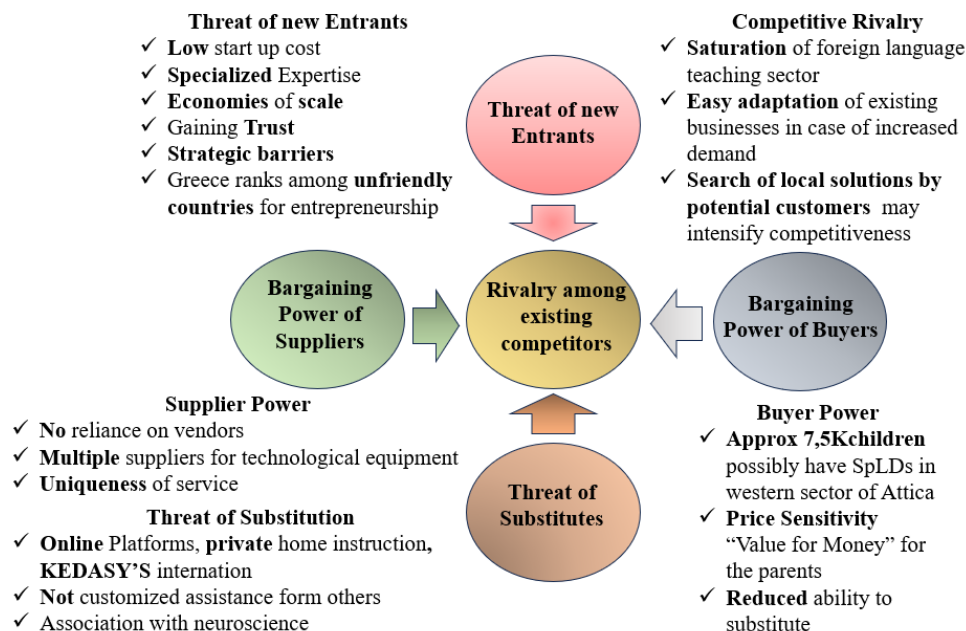 Threat of new Entrants
✓ Low start up cost
✓ Specialized Expertise
✓ Economies of scale
✓ Gaining Trust
✓ Strategic barriers
✓ Greece ranks among unfriendly
countries for entrepreneurship
Threat of new
Entrants
Competitive Rivalry
✓ Saturation of foreign language
teaching sector
✓ Easy adaptation of existing
businesses in case of increased
demand
✓ Search of local solutions by
potential customers may
intensify competitiveness
Bargaining
Power of
Suppliers
Rivalry among
existing
competitors
Bargaining
Power of Buyers
Supplier Power
✓ No reliance on vendors
✓ Multiple suppliers for technological equipment
✓ Uniqueness of service
Threat of Substitution
✓ Online Platforms, private home instruction,
KEDASY'S internation
✓ Not customized assistance form others
✓ Association with neuroscience
Threat of
Substitutes
Buyer Power
✓ Approx 7,5Kchildren
possibly have SpLDs in
western sector of Attica
✓ Price Sensitivity
“Value for Money” for
the parents
✓ Reduced ability to
substitute